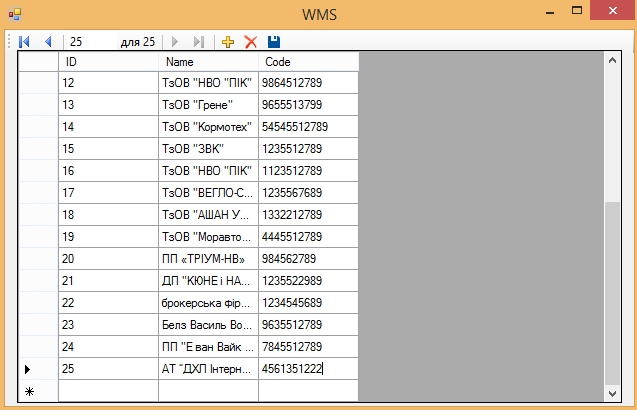 WMS
25 для 25
ID Name Code
12 ТзОВ "НВО "ПІК" 9864512789
13 ТзОВ "Грене" 9655513799
14 ТзОВ "Кормотех" 54545512789
15 ТзОВ "ЗВК" 1235512789
16 ТзОВ "НВО "ПІК" 1123512789
17 ТзОВ "ВЕГЛО-С... 1235567689
18 ТзОВ "АШАН У... 1332212789
19 ТзОВ "Моравто... 4445512789
20 ПП «ТРІУМ-НВ» 984562789
21 ДП "КЮНЕ і НА... 1235522989
22 брокерська фір... 1234545689
23 Белз Василь Во... 9635512789
24 ПП "Е ван Вайк ... 7845512789
25 АТ "ДХЛ Інтерн... 4561351222